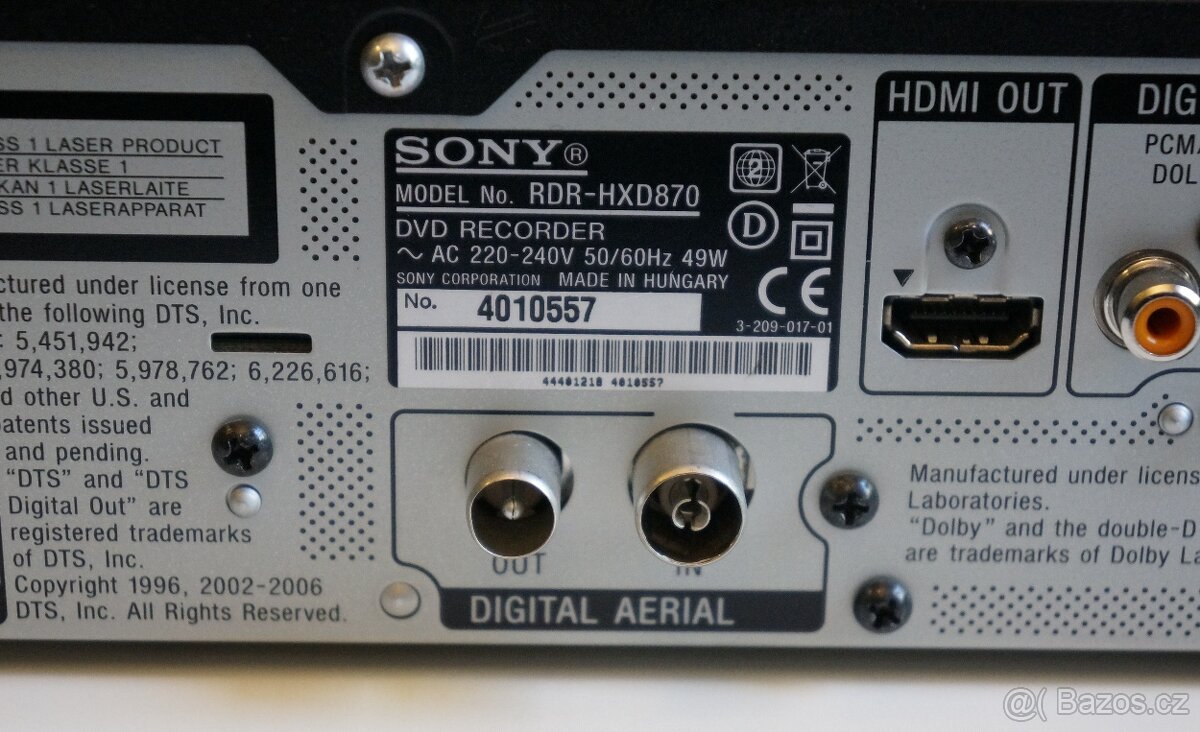 SS 1 LASER PRODUCT
ER KLASSE 1
KAN 1 LASERLAITE
SS 1 LASERAPPARAT
ctured under license from one
the following DTS, Inc.
: 5,451,942;
,974,380; 5,978,762; 6,226,616;
d other U.S. and
atents issued
and pending.
"DTS" and "DTS
Digital Out" are
registered trademarks
of DTS, Inc.
Copyright 1996, 2002-2006
DTS, Inc. All Rights Reserved.
SONY®
MODEL No. RDR-HXD870
DVD RECORDER
~ AC 220-240V 50/60Hz 49W
SONY CORPORATION MADE IN HUNGARY
No. 4010557
2
D
CE
3-209-017-01
44401218 4010557
OUT
IN
DIGITAL AERIAL
HDMI OUT
DIG
PCM/
DOL
Manufactured under licens
Laboratories.
"Dolby" and the double-D
are trademarks of Dolby La
@( Bazos.cz